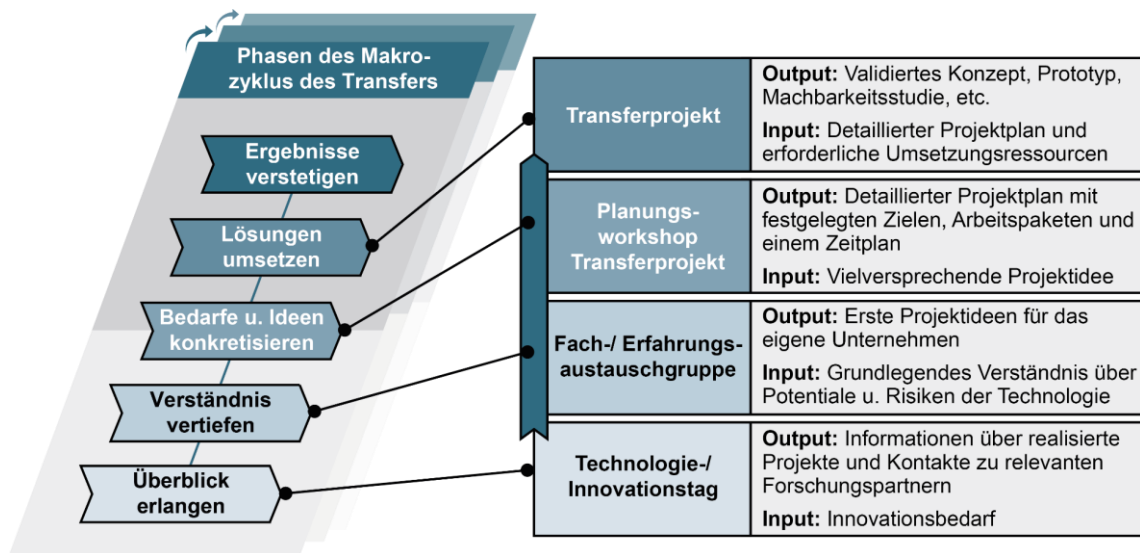 Phasen des Makro-
zyklus des Transfers
Ergebnisse
verstetigen
Lösungen
umsetzen
Bedarfe u. Ideen
konkretisieren
Verständnis
vertiefen
Überblick
erlangen
Transferprojekt
Output: Validiertes Konzept, Prototyp,
Machbarkeitsstudie, etc.
Input: Detaillierter Projektplan und
erforderliche Umsetzungsressourcen
Planungs-
workshop
Transferprojekt
Output: Detaillierter Projektplan mit
festgelegten Zielen, Arbeitspaketen und
einem Zeitplan
Input: Vielversprechende Projektidee
Fach-/ Erfahrungs-
austauschgruppe
Output: Erste Projektideen für das
eigene Unternehmen
Input: Grundlegendes Verständnis über
Potentiale u. Risiken der Technologie
Technologie-/
Innovationstag
Output: Informationen über realisierte
Projekte und Kontakte zu relevanten
Forschungspartnern
Input: Innovationsbedarf